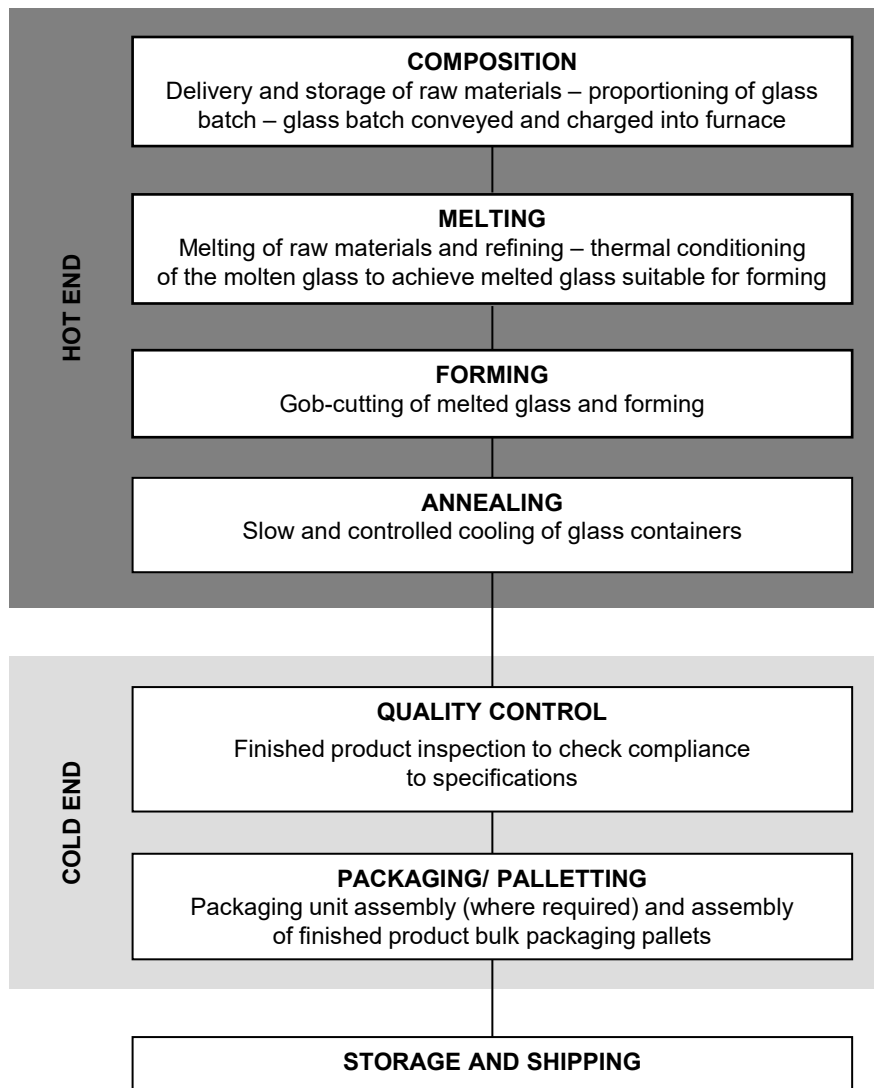 COMPOSITION
Delivery and storage of raw materials – proportioning of glass
batch – glass batch conveyed and charged into furnace
MELTING
Melting of raw materials and refining – thermal conditioning
of the molten glass to achieve melted glass suitable for forming
HOT END
FORMING
Gob-cutting of melted glass and forming
ANNEALING
Slow and controlled cooling of glass containers
QUALITY CONTROL
Finished product inspection to check compliance
to specifications
COLD END
PACKAGING/ PALLETTING
Packaging unit assembly (where required) and assembly
of finished product bulk packaging pallets
STORAGE AND SHIPPING